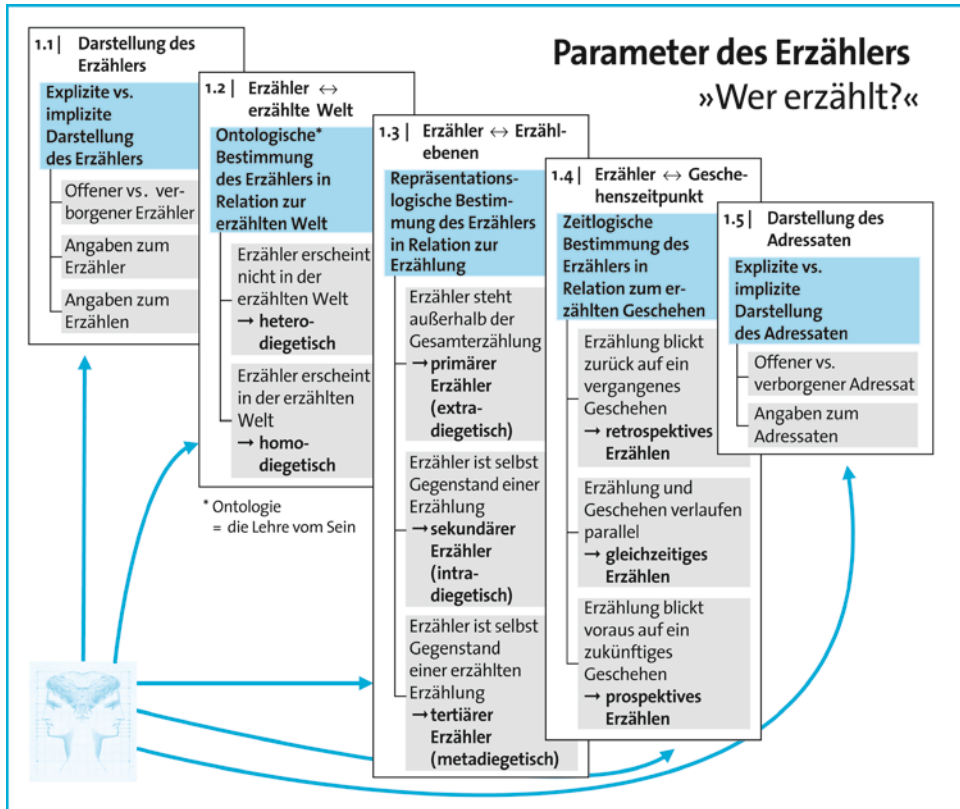 Parameter des Erzählers
»Wer erzählt?«
1.1 | Darstellung des
Erzählers
Explizite vs.
implizite
Darstellung
des Erzählers
Offener vs. ver-
borgener Erzähler
Angaben zum
Erzähler
Angaben zum
Erzählen
1.2 | Erzähler ↔
erzählte Welt
Ontologische*
Bestimmung
des Erzählers in
Relation zur
erzählten Welt
Erzähler erscheint
nicht in der
erzählten Welt
→ hetero-
diegetisch
Erzähler erscheint
in der erzählten
Welt
→ homo-
diegetisch
* Ontologie
= die Lehre vom Sein
1.3 | Erzähler ↔ Erzähl-
ebenen
Repräsentations-
logische Bestim-
mung des Erzählers
in Relation zur
Erzählung
Erzähler steht
außerhalb der
Gesamterzählung
→ primärer
Erzähler
(extra-
diegetisch)
Erzähler ist selbst
Gegenstand einer
Erzählung
→ sekundärer
Erzähler
(intra-
diegetisch)
Erzähler ist selbst
Gegenstand
einer erzählten
Erzählung
→ tertiärer
Erzähler
(metadiegetisch)
1.4 | Erzähler ↔ Gesche-
henszeitpunkt
Zeitlogische
Bestimmung des
Erzählers in
Relation zum er-
zählten Geschehen
Erzählung blickt
zurück auf ein
vergangenes
Geschehen
→ retrospektives
Erzählen
Erzählung und
Geschehen verlaufen
parallel
→ gleichzeitiges
Erzählen
Erzählung blickt
voraus auf ein
zukünftiges
Geschehen
→ prospektives
Erzählen
1.5 | Darstellung des
Adressaten
Explizite vs.
implizite
Darstellung
des Adressaten
Offener vs.
verborgener Adressat
Angaben zum
Adressaten